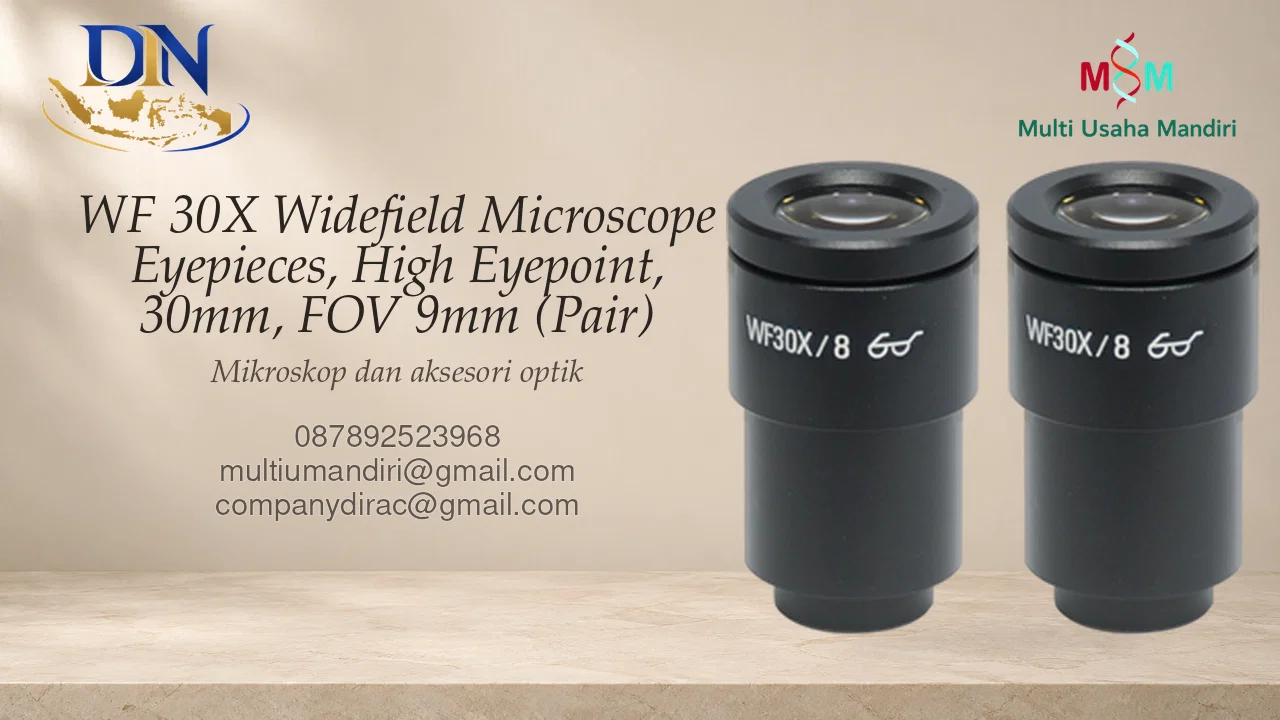 DN
M M
Multi Usaha Mandiri
WF 30X Widefield Microscope
Eyepieces, High Eyepoint,
30mm, FOV 9mm (Pair)
Mikroskop dan aksesori optik
087892523968
multiumandiri@gmail.com
companydirac@gmail.com
WF30X/8
WF30X/8